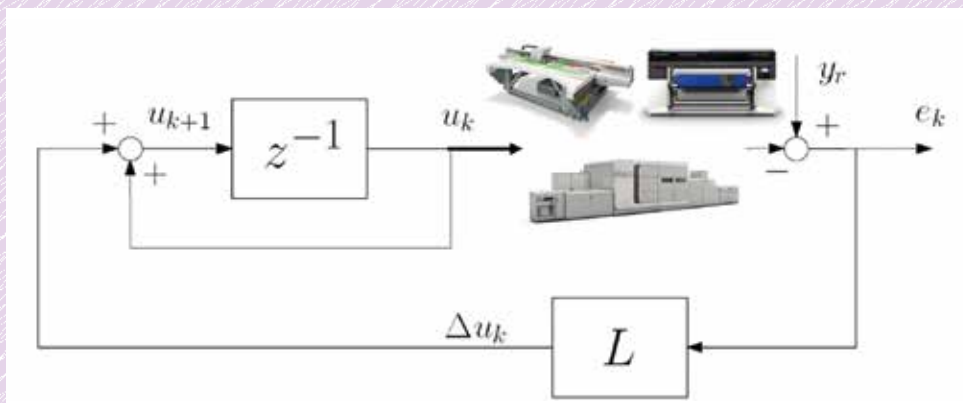 y_r
+ u_{k+1} z^{-1} u_k + e_k
+ −
Δu_k L